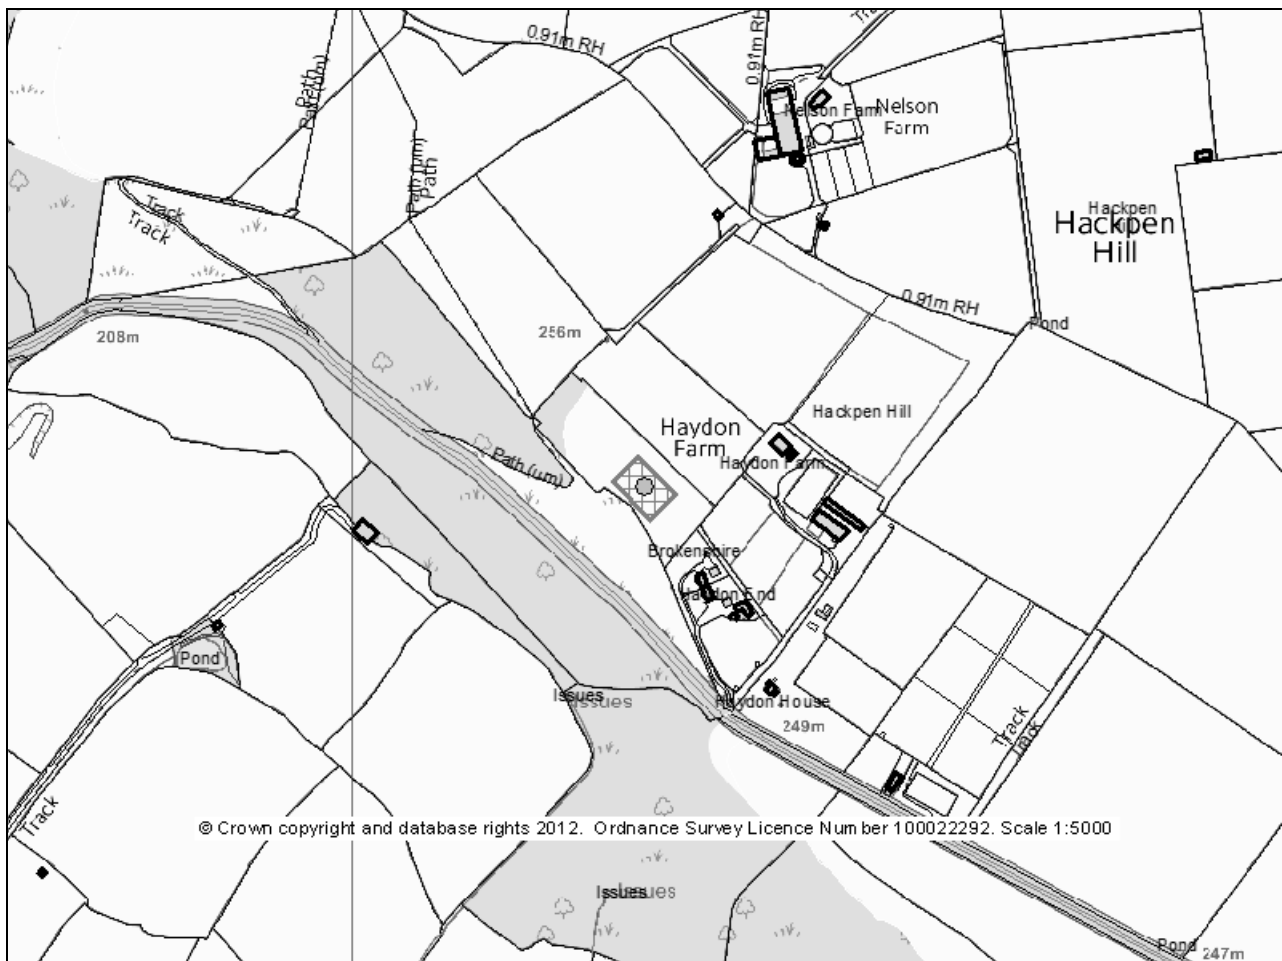 0.91m RH
0.91m RH
Track
Path
Path (um)
Nelson Farm
Nelson
Farm
Path (um)
Path
Track
Track
Hackpen
Hill
Hackpen
Hill
0.91m RH
Pond
208m
256m
Hackpen Hill
Haydon
Farm
Haydon Farm
Path (um)
Brokenshire
Haydon End
Pond
Issues
Issues
Haydon House
249m
Track
Track
Track
© Crown copyright and database rights 2012. Ordnance Survey Licence Number 100022292. Scale 1:5000
Issues
Issues
Pond
247m